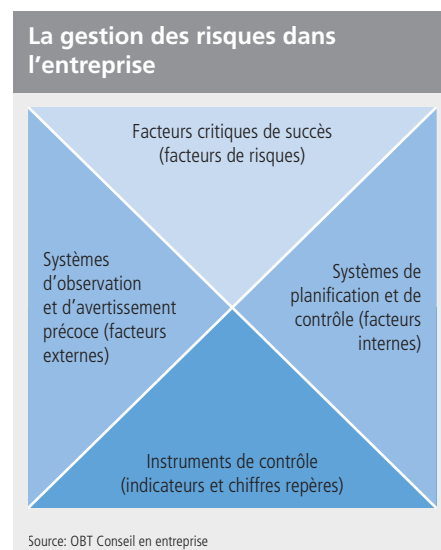 La gestion des risques dans
l'entreprise
Facteurs critiques de succès
(facteurs de risques)
Systèmes
d'observation
et d'avertissement
précoce (facteurs
externes)
Systèmes de
planification et de
contrôle (facteurs
internes)
Instruments de contrôle
(indicateurs et chiffres repères)
Source: OBT Conseil en entreprise